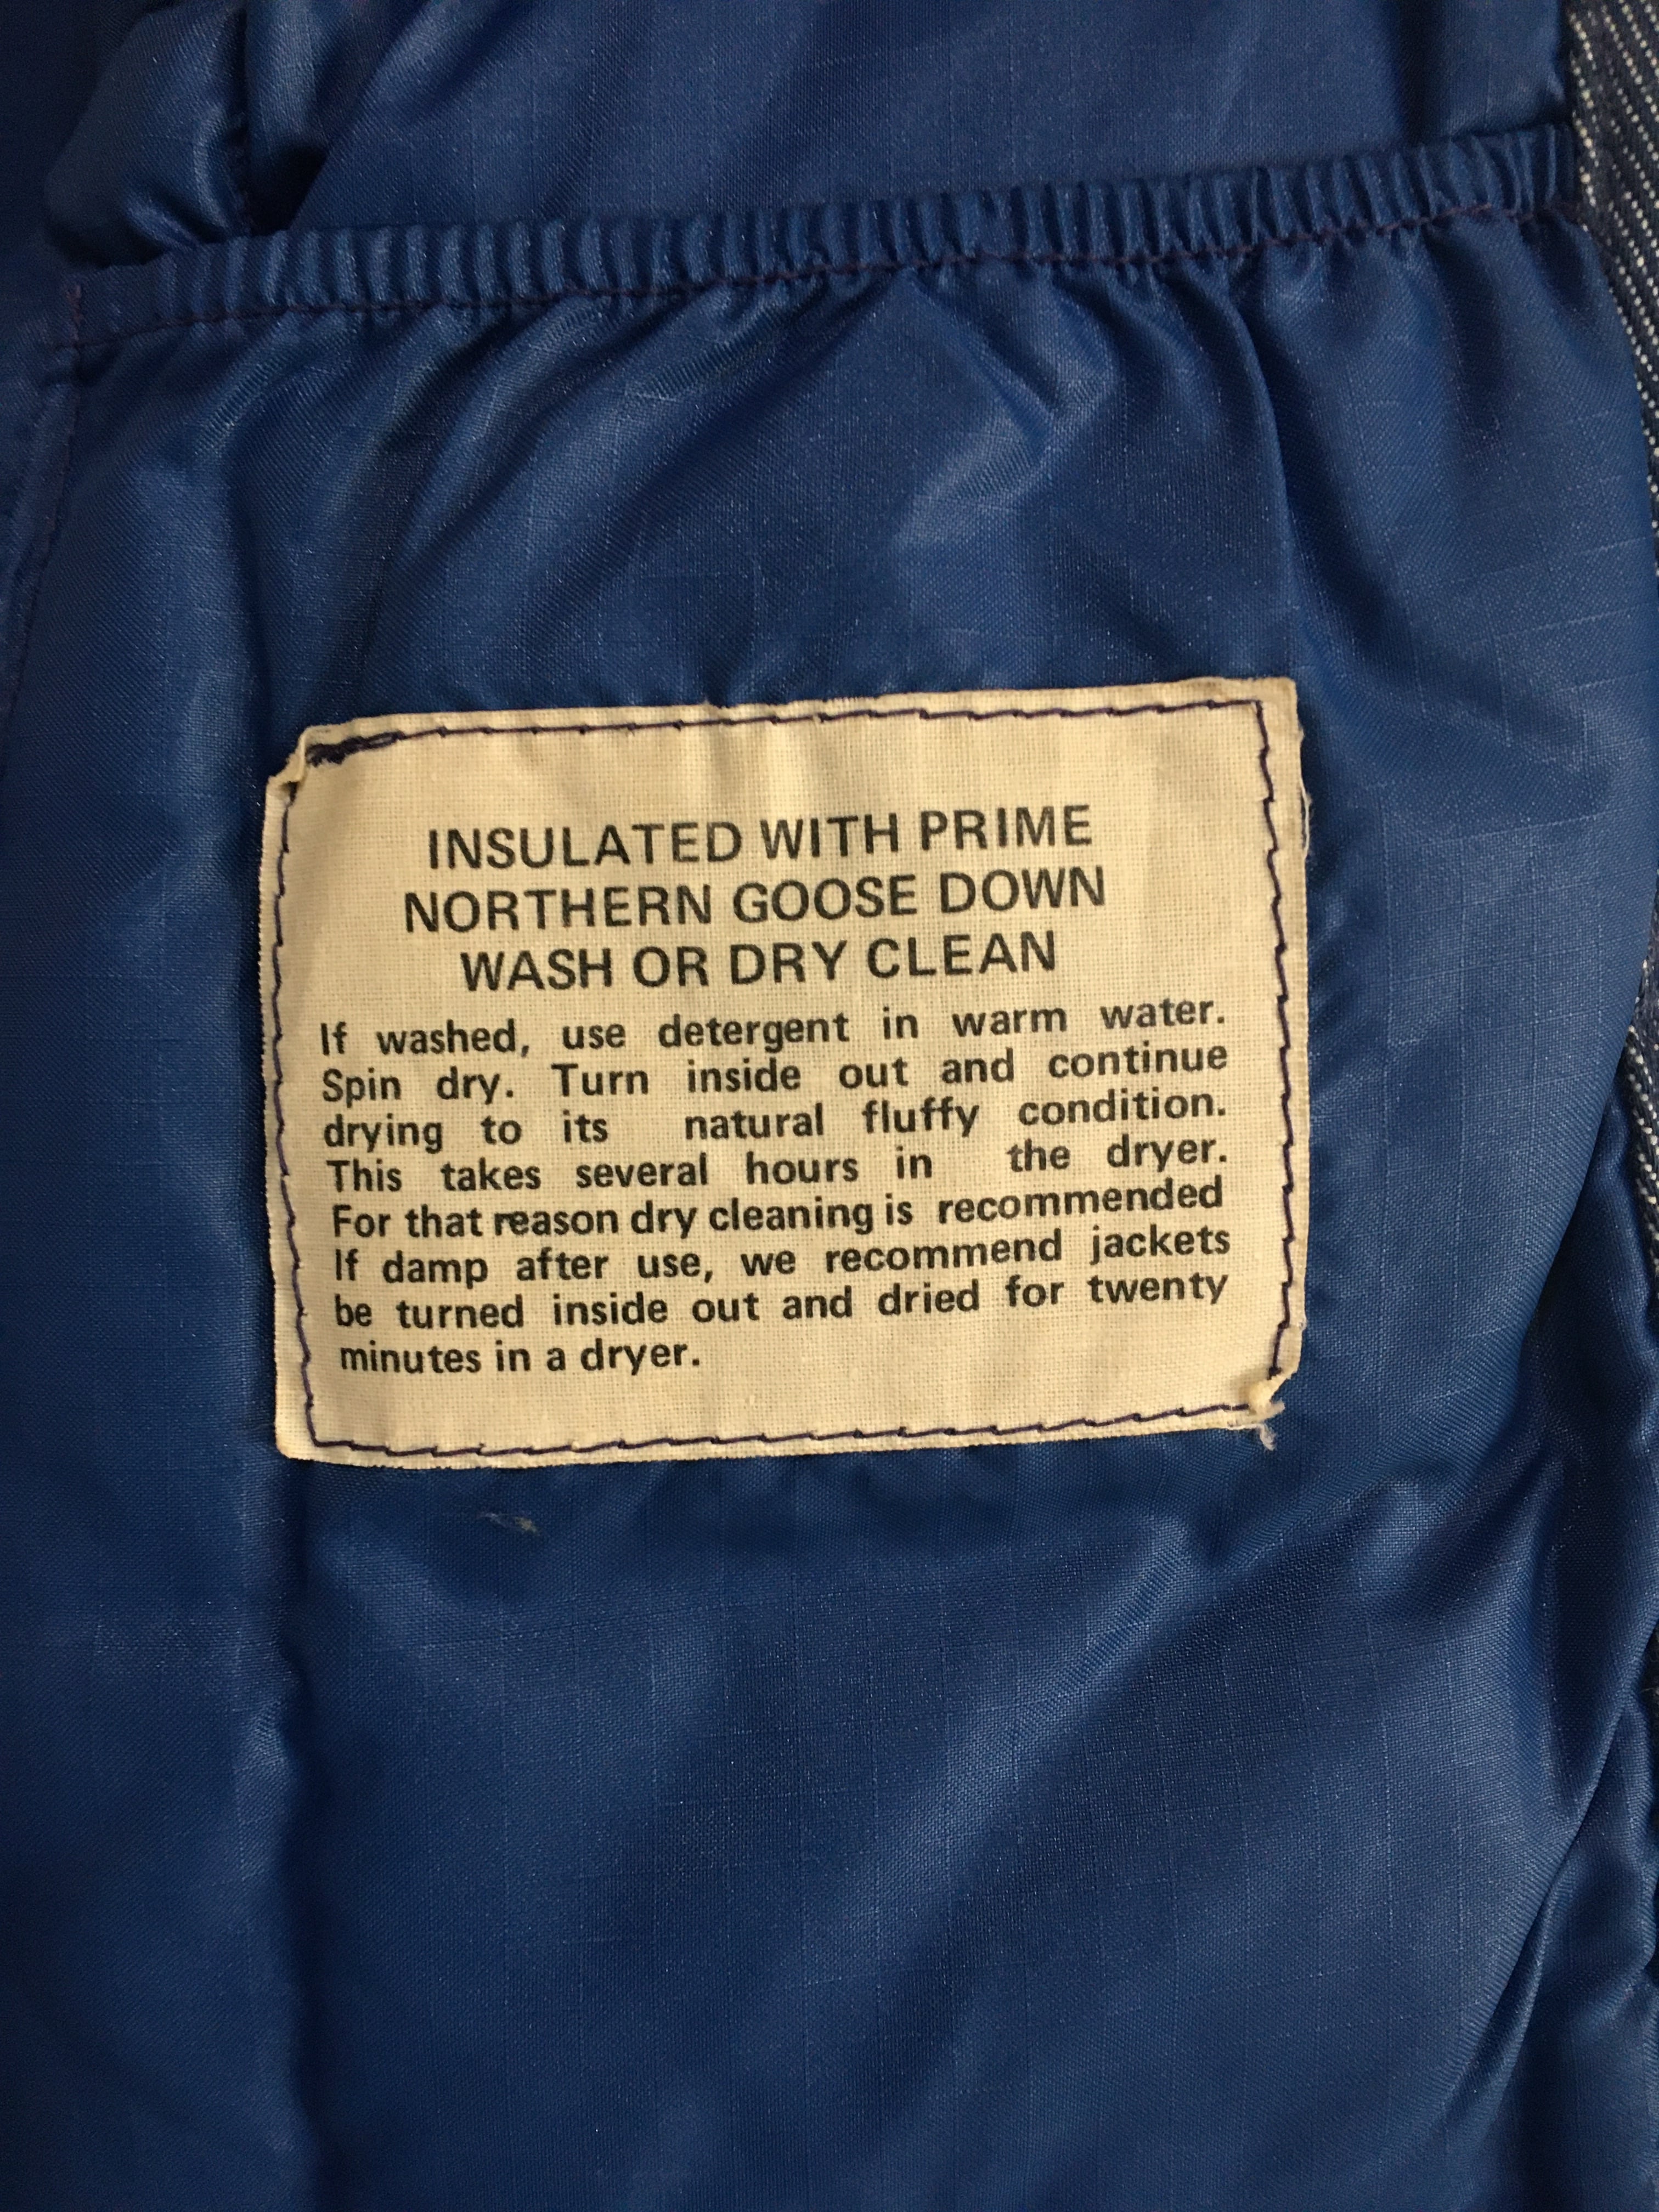 INSULATED WITH PRIME
NORTHERN GOOSE DOWN
WASH OR DRY CLEAN
If washed, use detergent in warm water.
Spin dry. Turn inside out and continue
drying to its natural fluffy condition.
This takes several hours in the dryer.
For that reason dry cleaning is recommended
If damp after use, we recommend jackets
be turned inside out and dried for twenty
minutes in a dryer.